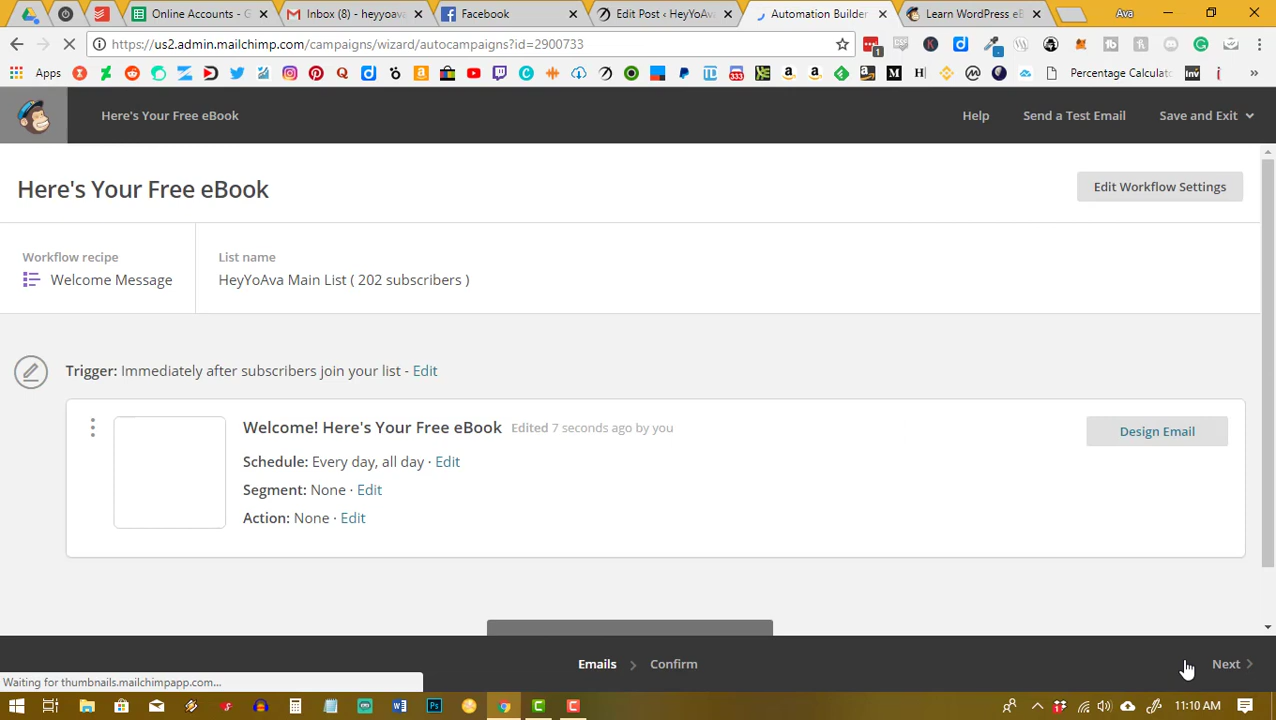 Online Accounts - G
Inbox (8) - heyyoava
Facebook
Edit Post ‹ HeyYoAv
Automation Builder
Learn WordPress eB
Ava
https://us2.admin.mailchimp.com/campaigns/wizard/autocampaigns?id=2900733
Apps
Percentage Calculat
Here's Your Free eBook
Help
Send a Test Email
Save and Exit
Here's Your Free eBook
Edit Workflow Settings
Workflow recipe
Welcome Message
List name
HeyYoAva Main List ( 202 subscribers )
Trigger: Immediately after subscribers join your list - Edit
Welcome! Here's Your Free eBook Edited 7 seconds ago by you
Design Email
Schedule: Every day, all day · Edit
Segment: None · Edit
Action: None · Edit
Emails
Confirm
Next
Waiting for thumbnails.mailchimpapp.com...
11:10 AM